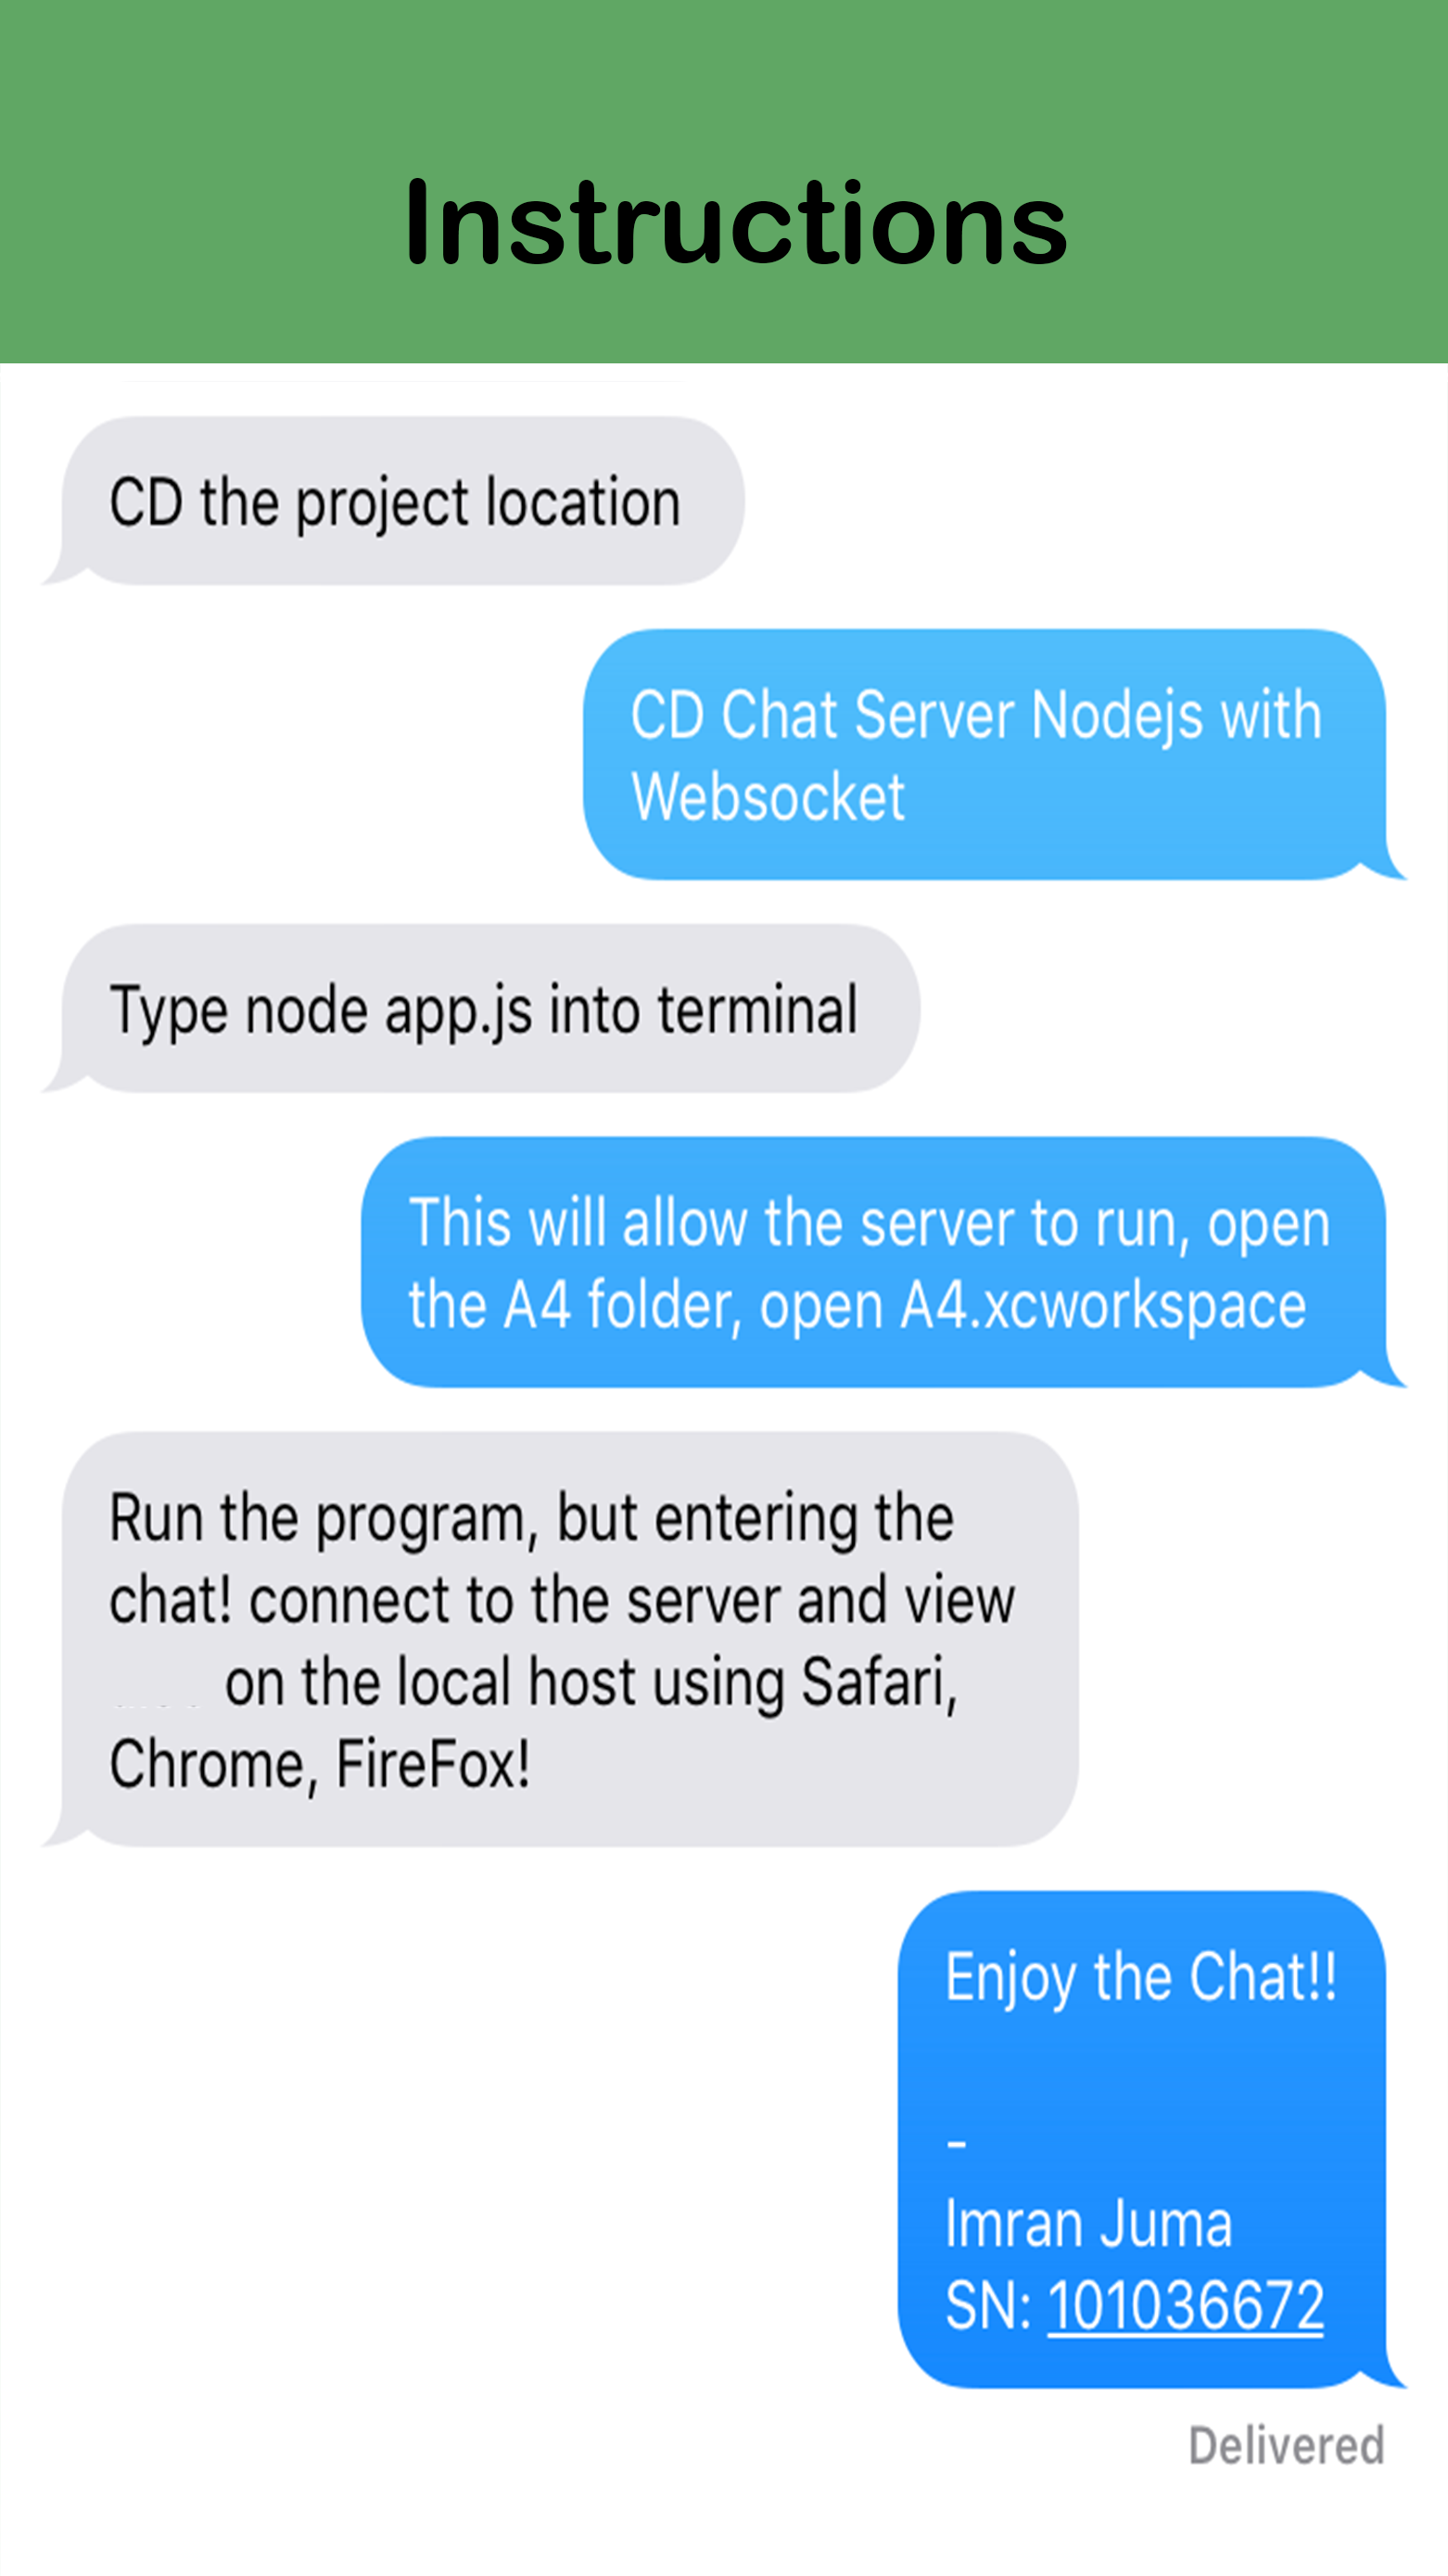 Instructions
CD the project location
CD Chat Server Nodejs with
Websocket
Type node app.js into terminal
This will allow the server to run, open
the A4 folder, open A4.xcworkspace
Run the program, but entering the
chat! connect to the server and view
on the local host using Safari,
Chrome, FireFox!
Enjoy the Chat!!
-
Imran Juma
SN: 101036672
Delivered